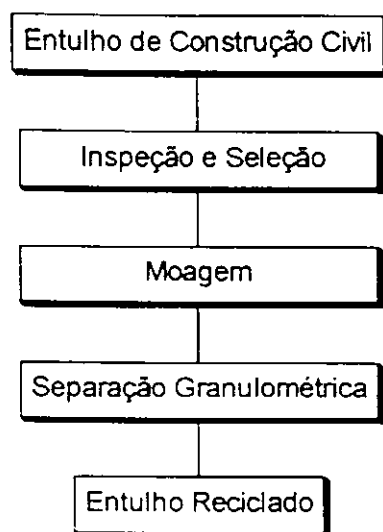 Entulho de Construção Civil
Inspeção e Seleção
Moagem
Separação Granulométrica
Entulho Reciclado